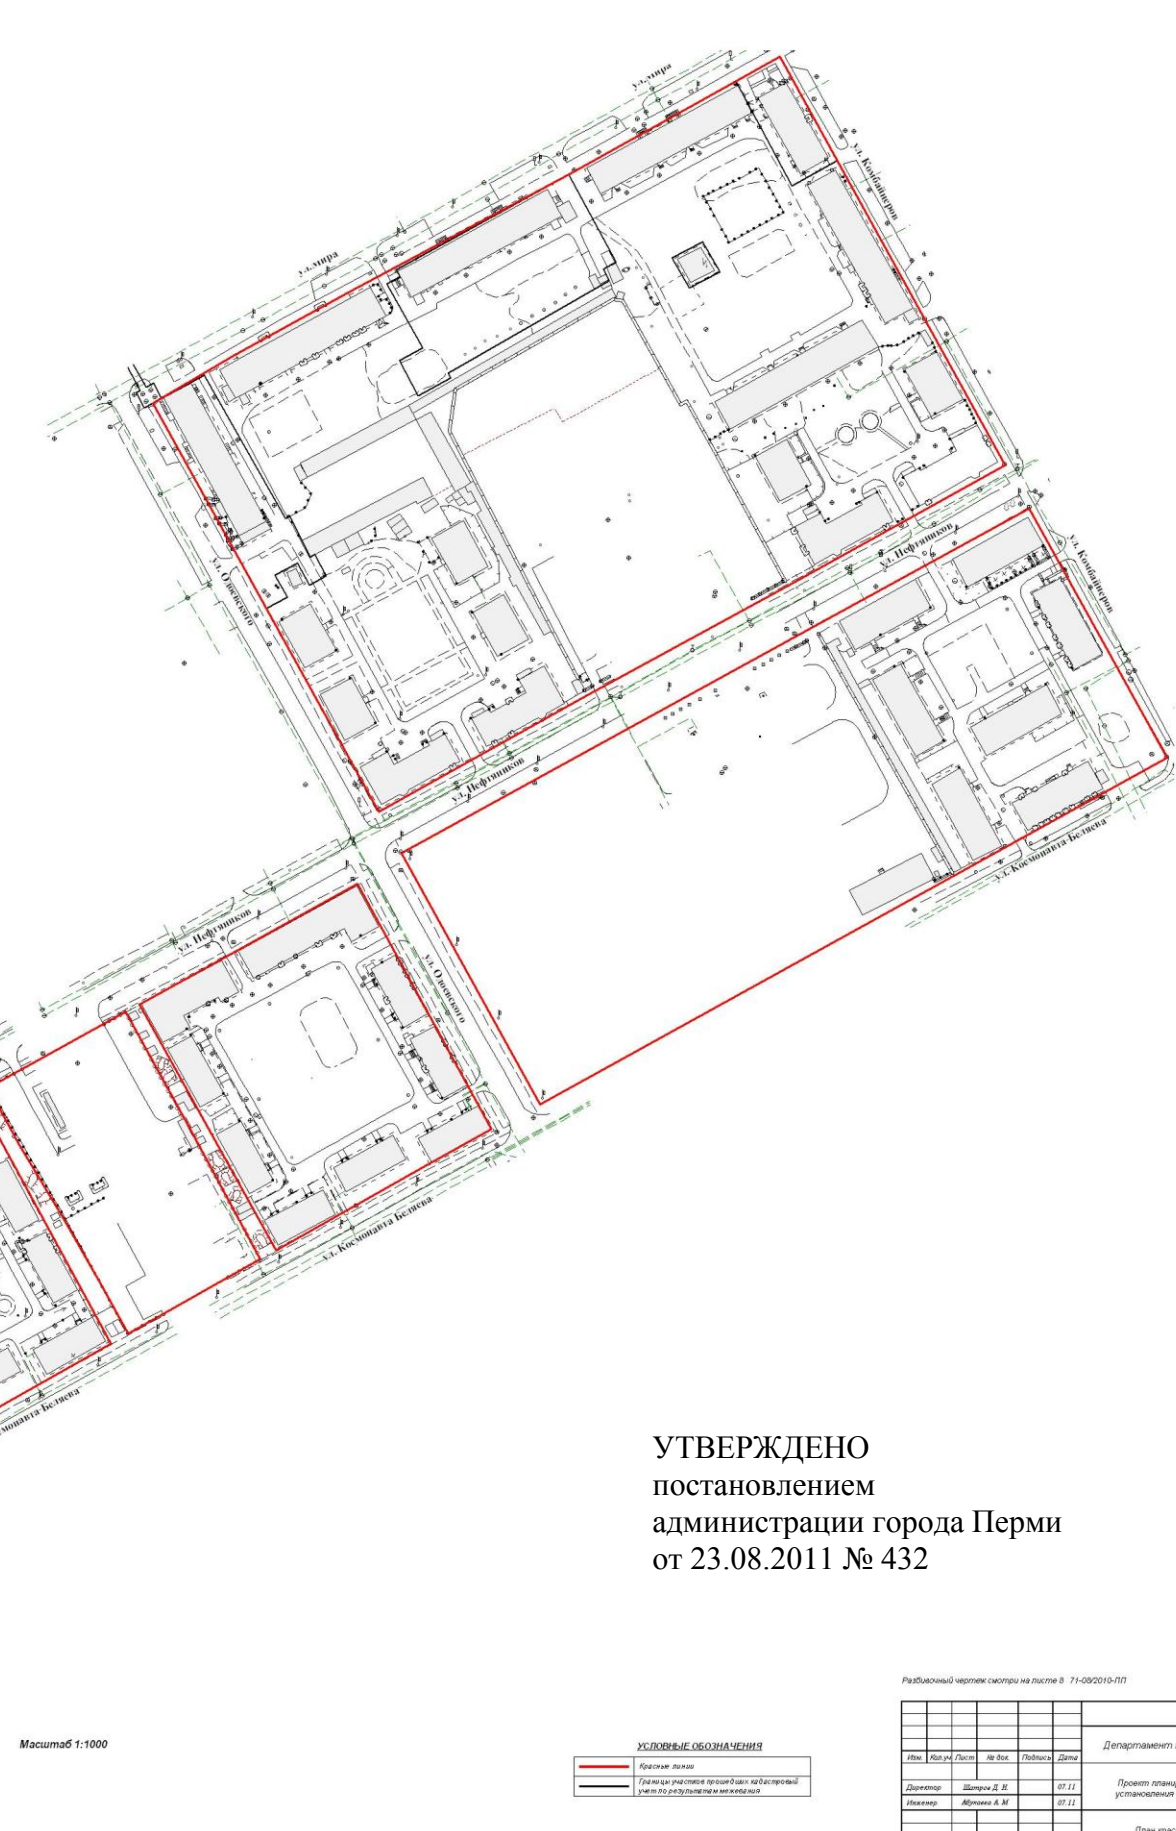 ул.мира
ул. Комбайнеров
ул.мира
ул. Одоевского
ул. Нефтяников
ул. Комбайнеров
ул. Нефтяников
ул. Космонавта Беляева
ул. Нефтяников
ул. Одоевского
ул. Космонавта Беляева
Беляева
УТВЕРЖДЕНО
постановлением
администрации города Перми
от 23.08.2011 № 432
Разбивочный чертеж смотри на листе 8 71-08/2010-ПП
Масштаб 1:1000
УСЛОВНЫЕ ОБОЗНАЧЕНИЯ
Красные линии
Границы участков прошедших кадастровый
учет по результатам межевания
Департамент
Изм. Кол.уч Лист № док. Подпись Дата
Директор Д. Н. 07.11
Инженер А. М 07.11
Проект
установления
План